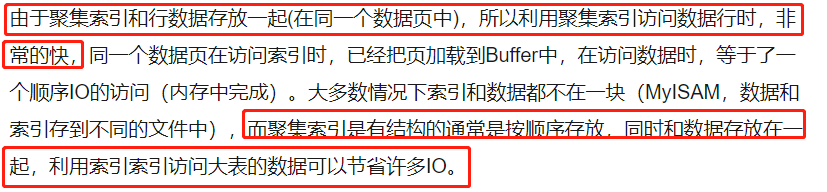 由于聚集索引和行数据存放一起(在同一个数据页中)，所以利用聚集索引访问数据行时，非
常的快，同一个数据页在访问索引时，已经把页加载到Buffer中，在访问数据时，等于了一
个顺序IO的访问（内存中完成）。大多数情况下索引和数据都不在一块（MyISAM，数据和
索引存到不同的文件中），而聚集索引是有结构的通常是按顺序存放，同时和数据存放在一
起，利用索引索引访问大表的数据可以节省许多IO。